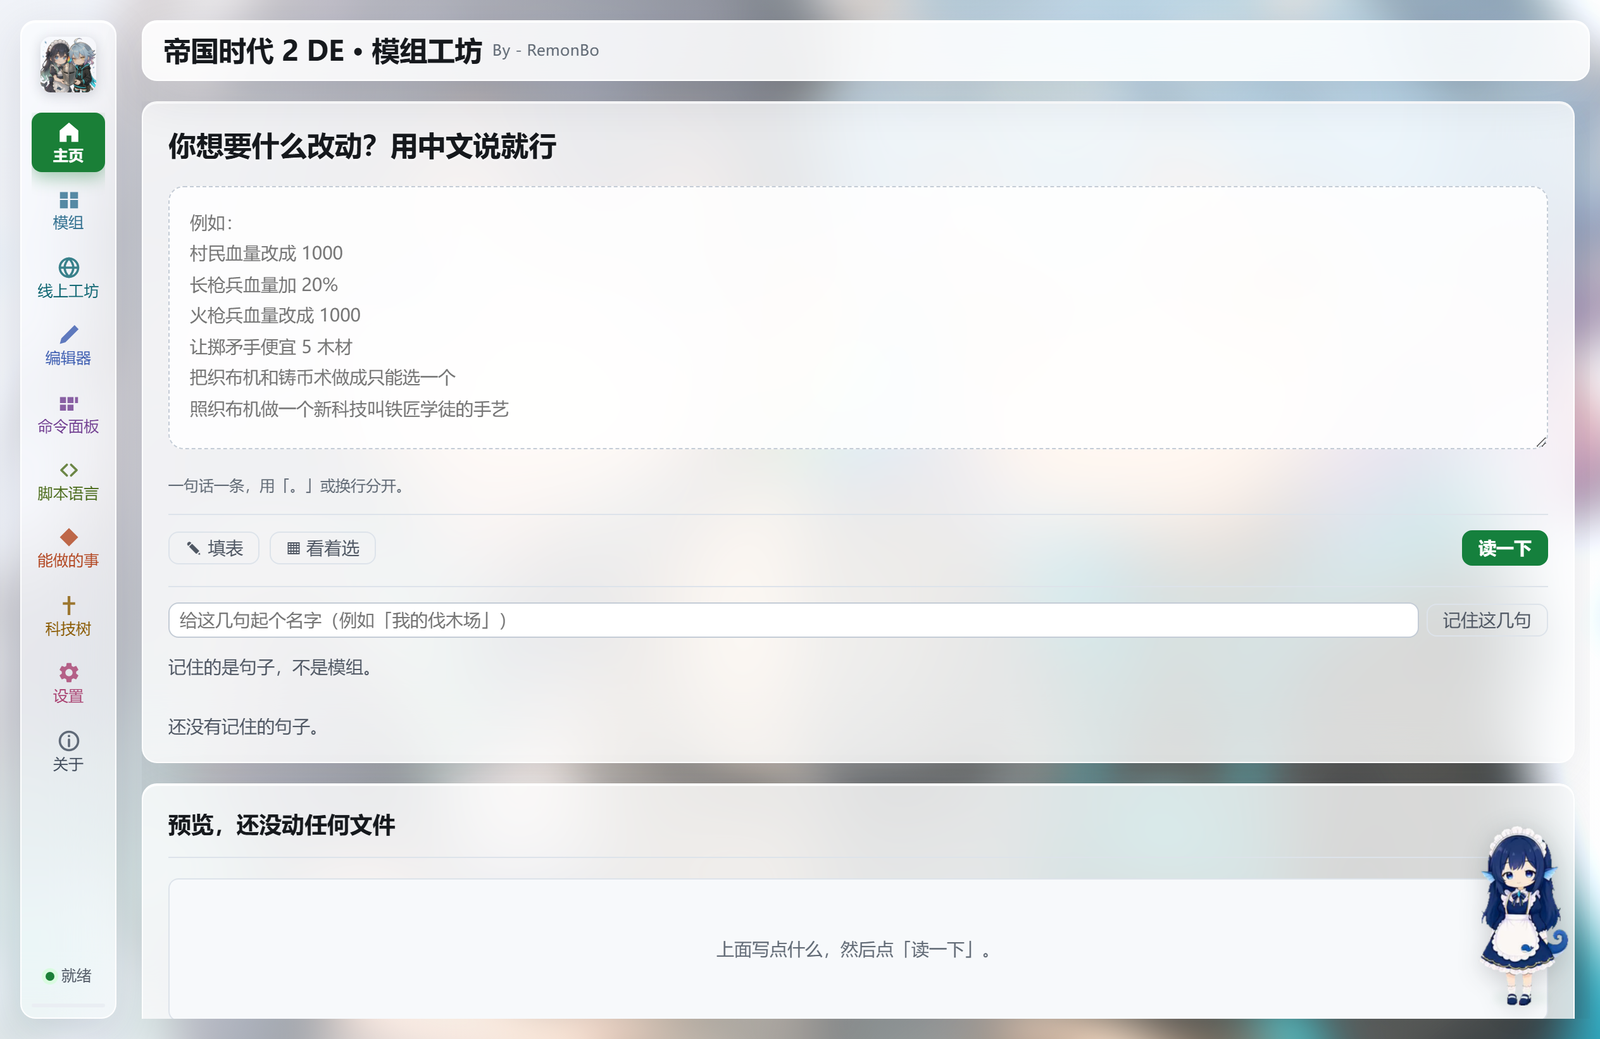 帝国时代 2 DE • 模组工坊 By - RemonBo
主页
模组
线上工坊
编辑器
命令面板
脚本语言
能做的事
科技树
设置
关于
就绪
你想要什么改动？用中文说就行
例如：
村民血量改成 1000
长枪兵血量加 20%
火枪兵血量改成 1000
让掷矛手便宜 5 木材
把织布机和铸币术做成只能选一个
照织布机做一个新科技叫铁匠学徒的手艺
一句话一条，用「。」或换行分开。
填表
看着选
读一下
给这几句起个名字（例如「我的伐木场」）
记住这几句
记住的是句子，不是模组。
还没有记住的句子。
预览，还没动任何文件
上面写点什么，然后点「读一下」。